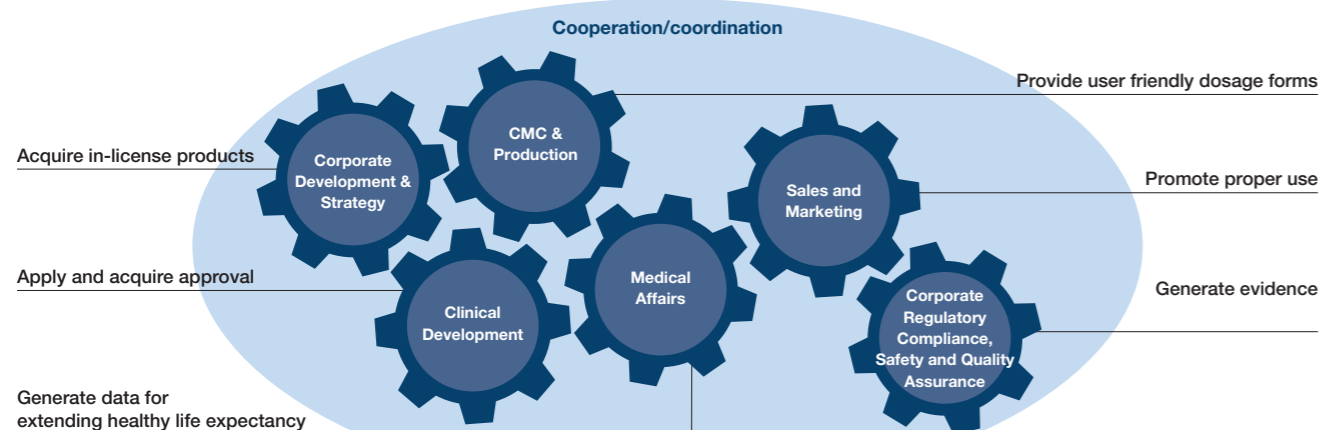 Cooperation/coordination
Provide user friendly dosage forms
CMC &
Production
Acquire in-license products
Corporate
Development &
Strategy
Sales and
Marketing
Promote proper use
Apply and acquire approval
Medical
Affairs
Generate evidence
Clinical
Development
Corporate
Regulatory
Compliance,
Safety and Quality
Assurance
Generate data for
extending healthy life expectancy